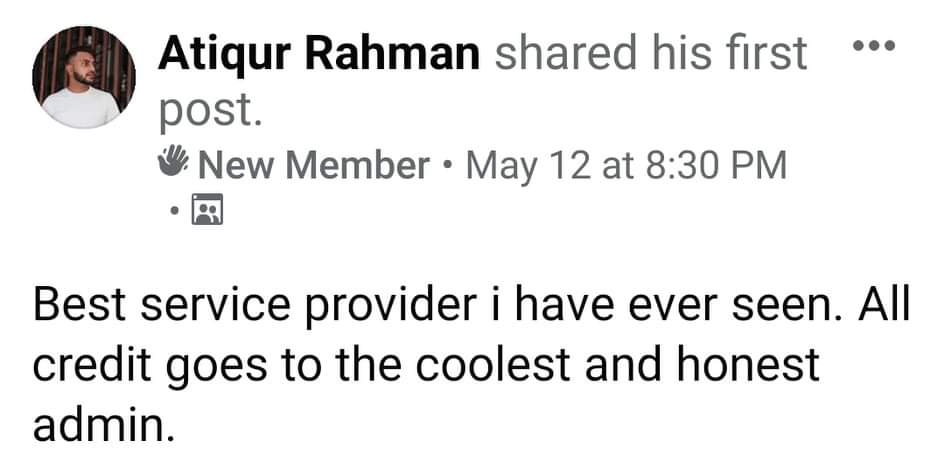 Atiqur Rahman shared his first
post.
New Member • May 12 at 8:30 PM
•
Best service provider i have ever seen. All
credit goes to the coolest and honest
admin.